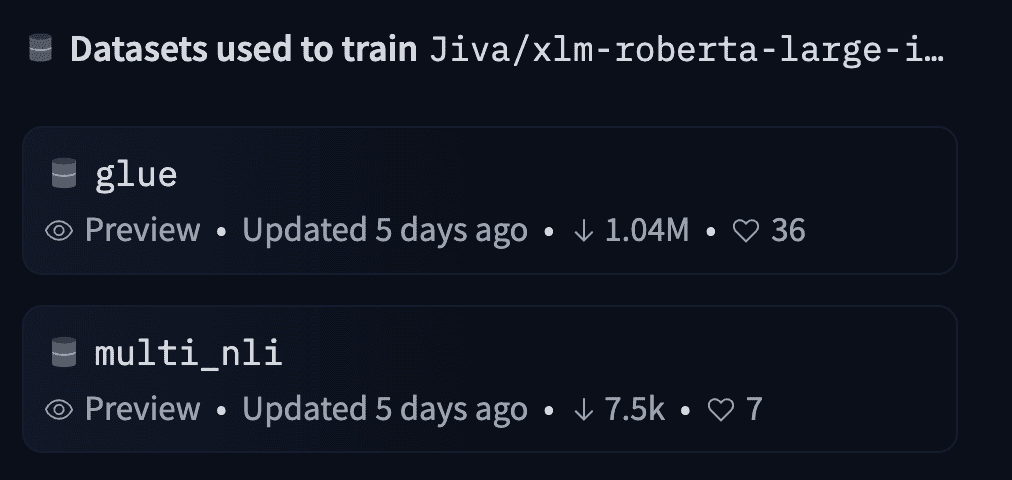 Datasets used to train Jiva/xlm-roberta-large-i…
glue
Preview • Updated 5 days ago • ↓ 1.04M • ♡ 36
multi_nli
Preview • Updated 5 days ago • ↓ 7.5k • ♡ 7